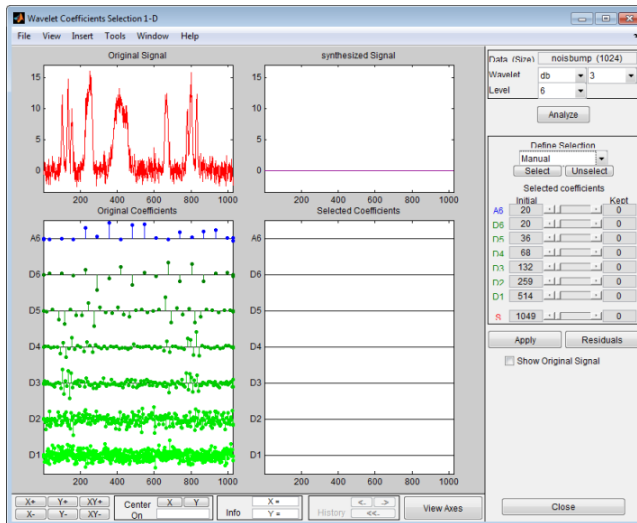 Wavelet Coefficients Selection 1-D
File View Insert Tools Window Help
Original Signal
15
10
5
0
200 400 600 800 1000
synthesized Signal
15
10
5
0
200 400 600 800 1000
Original Coefficients
A6
D6
D5
D4
D3
D2
D1
200 400 600 800 1000
Selected Coefficients
A6
D6
D5
D4
D3
D2
D1
200 400 600 800 1000
Data (Size) noisbump (1024)
Wavelet db 3
Level 6
Analyze
Define Selection
Manual
Select Unselect
Selected coefficients
Initial Kept
A6 20 0
D6 20 0
D5 36 0
D4 68 0
D3 132 0
D2 259 0
D1 514 0
S 1049 0
Apply Residuals
Show Original Signal
X+ Y+ XY+
X- Y- XY-
Center On X Y
Info X = Y =
History <- -> <<-
View Axes
Close